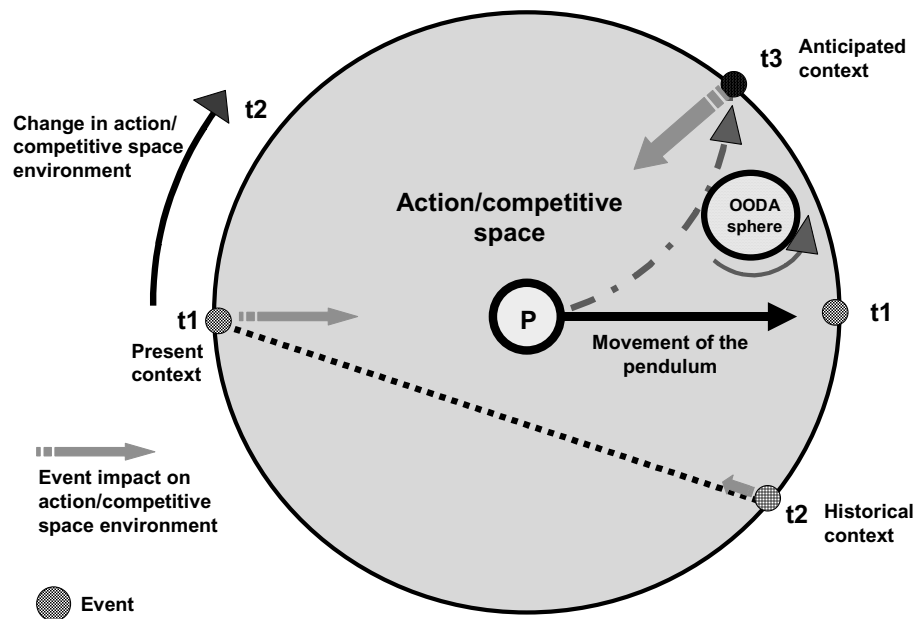 t3
Anticipated
context
t2
Change in action/
competitive space
environment
OODA
sphere
Action/competitive
space
t1
P
t1
Present
context
Movement of the
pendulum
Event impact on
action/competitive
space environment
t2
Historical
context
Event